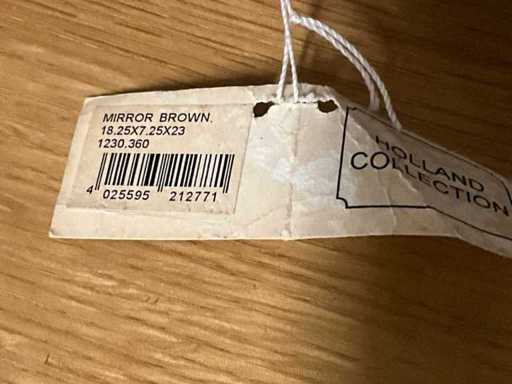 MIRROR BROWN.
18.25X7.25X23
1230.360
4 025595 212771
HOLLAND
COLLECTION